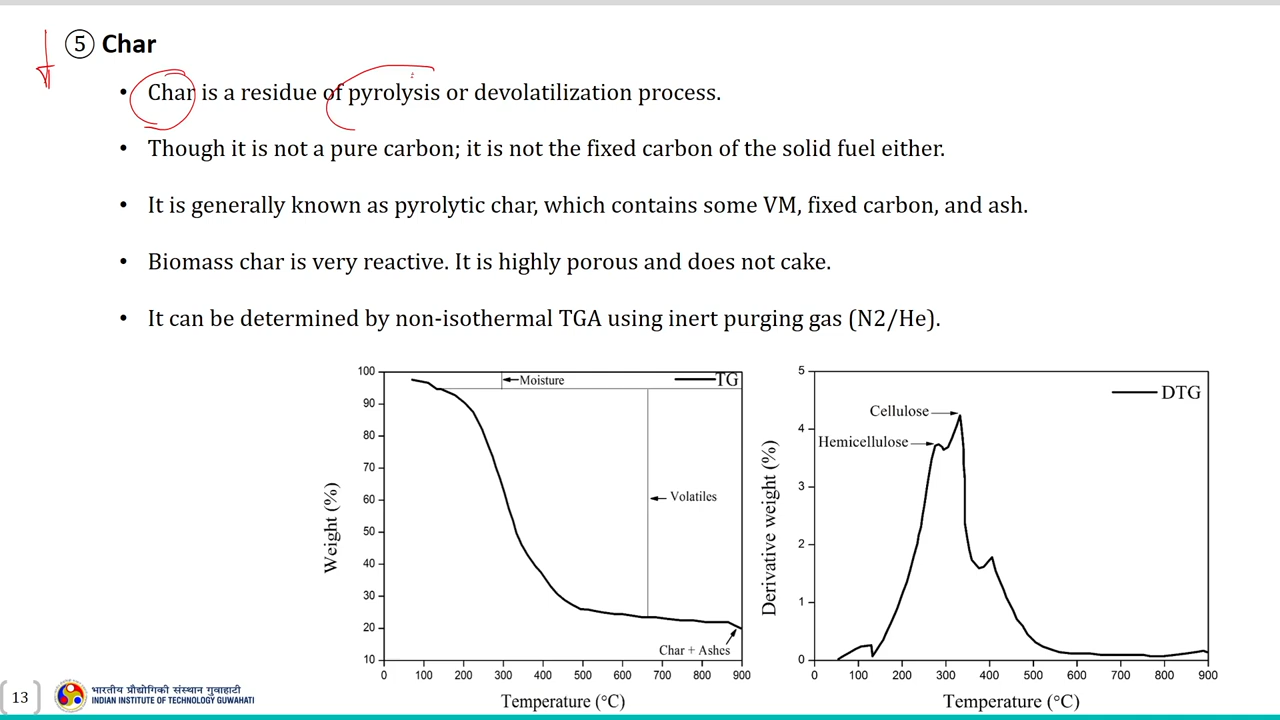 ⑤ Char
• Char is a residue of pyrolysis or devolatilization process.
• Though it is not a pure carbon; it is not the fixed carbon of the solid fuel either.
• It is generally known as pyrolytic char, which contains some VM, fixed carbon, and ash.
• Biomass char is very reactive. It is highly porous and does not cake.
• It can be determined by non-isothermal TGA using inert purging gas (N2/He).
100
90
80
70
60
50
40
30
20
10
Weight (%)
Moisture
TG
Volatiles
Char + Ashes
0 100 200 300 400 500 600 700 800 900
Temperature (°C)
5
4
3
2
1
0
Derivative weight (%)
DTG
Cellulose
Hemicellulose
0 100 200 300 400 500 600 700 800 900
Temperature (°C)
13
भारतीय प्रौद्योगिकी संस्थान गुवाहाटी
INDIAN INSTITUTE OF TECHNOLOGY GUWAHATI